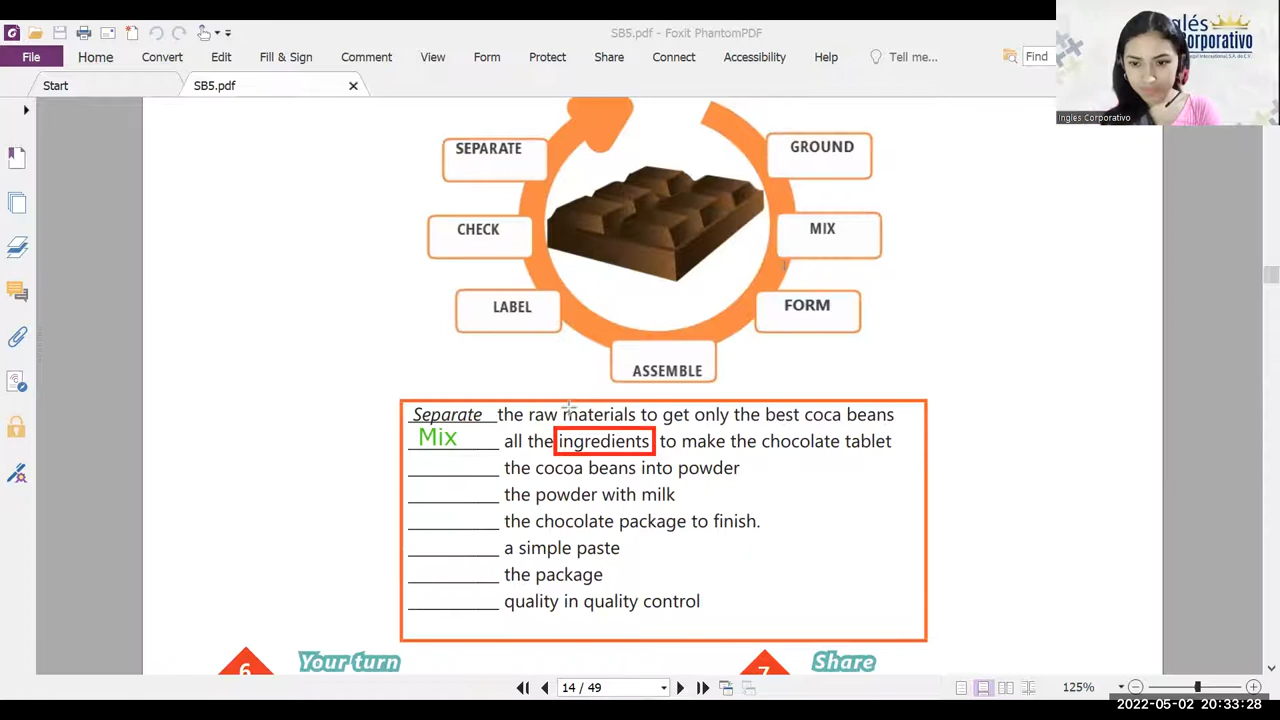 SB5.pdf - Foxit PhantomPDF
File Home Convert Edit Fill & Sign Comment View Form Protect Share Connect Accessibility Help Tell me... Find
Start SB5.pdf
Ingles Corporativo
SEPARATE
GROUND
CHECK
MIX
LABEL
FORM
ASSEMBLE
Separate the raw materials to get only the best coca beans
Mix all the ingredients to make the chocolate tablet
the cocoa beans into powder
the powder with milk
the chocolate package to finish.
a simple paste
the package
quality in quality control
6 Your turn
7 Share
14 / 49
125%
2022-05-02 20:33:28